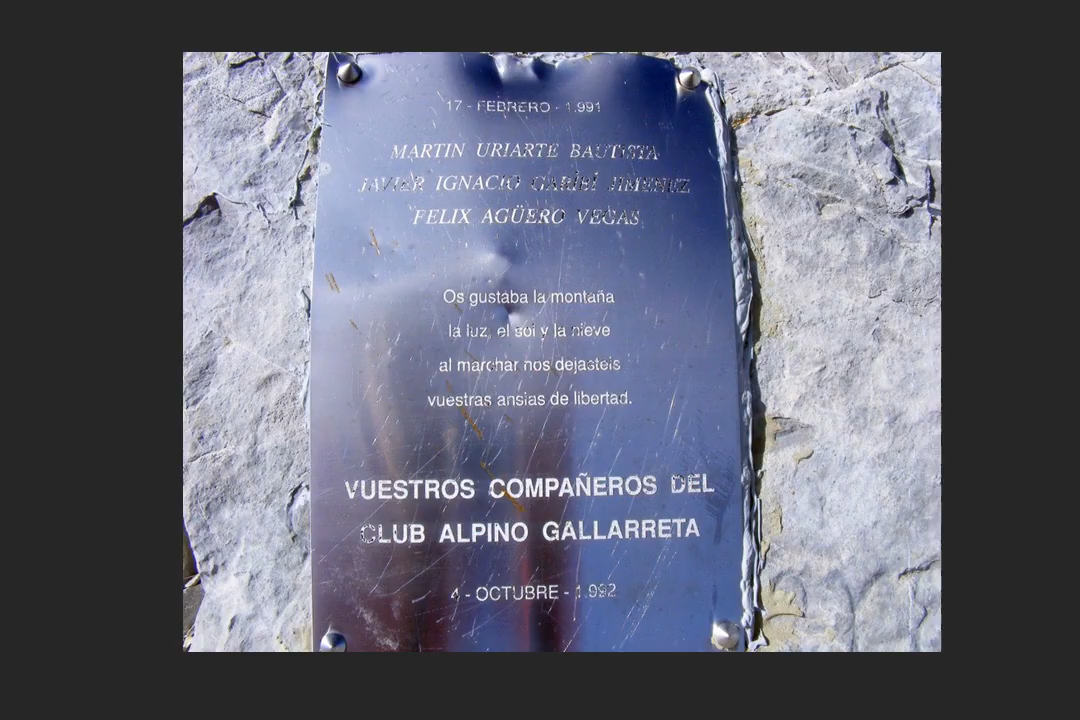 17 - FEBRERO - 1.991
MARTIN URIARTE BAUTISTA
JAVIER IGNACIO GARIBI JIMENEZ
FELIX AGÜERO VEGAS
Os gustaba la montaña
la luz, el sol y la nieve
al marchar nos dejasteis
vuestras ansias de libertad.
VUESTROS COMPAÑEROS DEL
CLUB ALPINO GALLARRETA
4 - OCTUBRE - 1.992